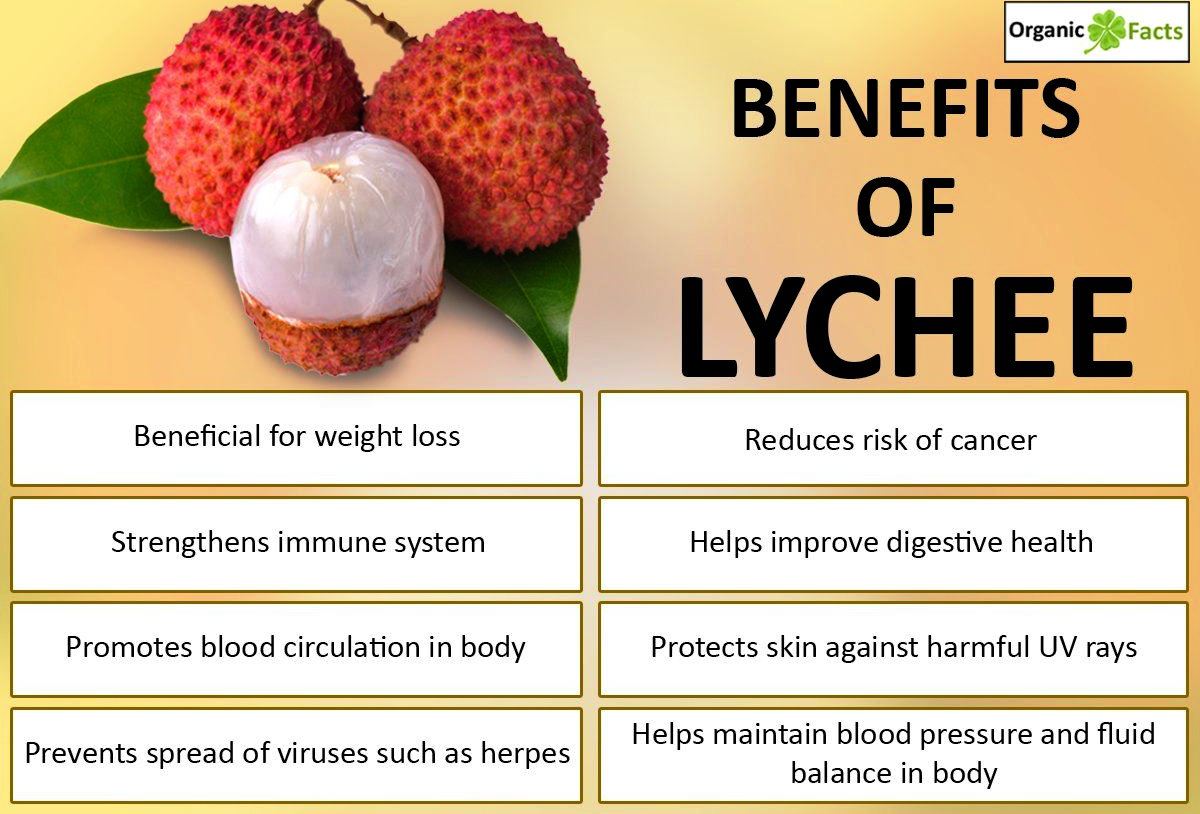 Organic Facts
BENEFITS
OF
LYCHEE
Beneficial for weight loss
Reduces risk of cancer
Strengthens immune system
Helps improve digestive health
Promotes blood circulation in body
Protects skin against harmful UV rays
Prevents spread of viruses such as herpes
Helps maintain blood pressure and fluid
balance in body